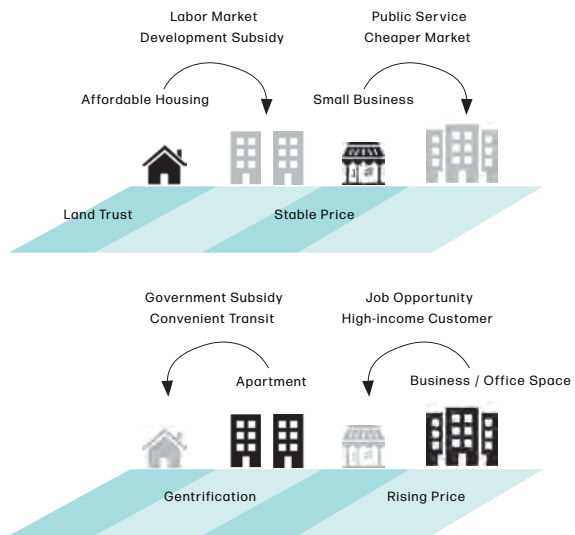 Labor Market
Development Subsidy
Public Service
Cheaper Market
Affordable Housing
Small Business
Land Trust
Stable Price
Government Subsidy
Convenient Transit
Job Opportunity
High-income Customer
Apartment
Business / Office Space
Gentrification
Rising Price